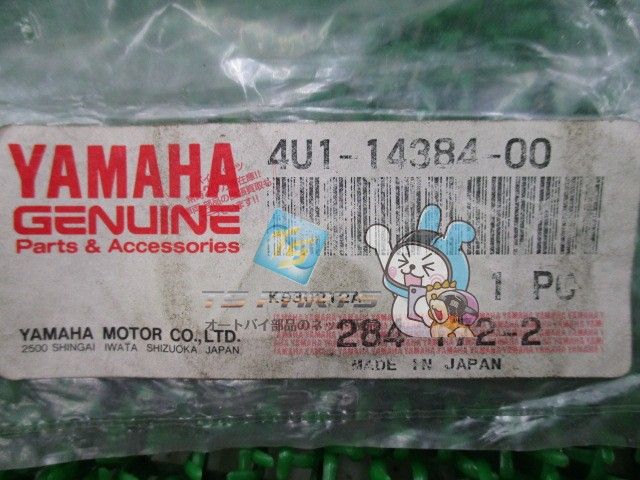 YAMAHA
GENUINE
Parts & Accessories
4U1-14384-00
1 PC
TS PARTS
オートバイ部品のネッ
YAMAHA MOTOR CO.,LTD.
2500 SHINGAI IWATA SHIZUOKA, JAPAN
MADE IN JAPAN